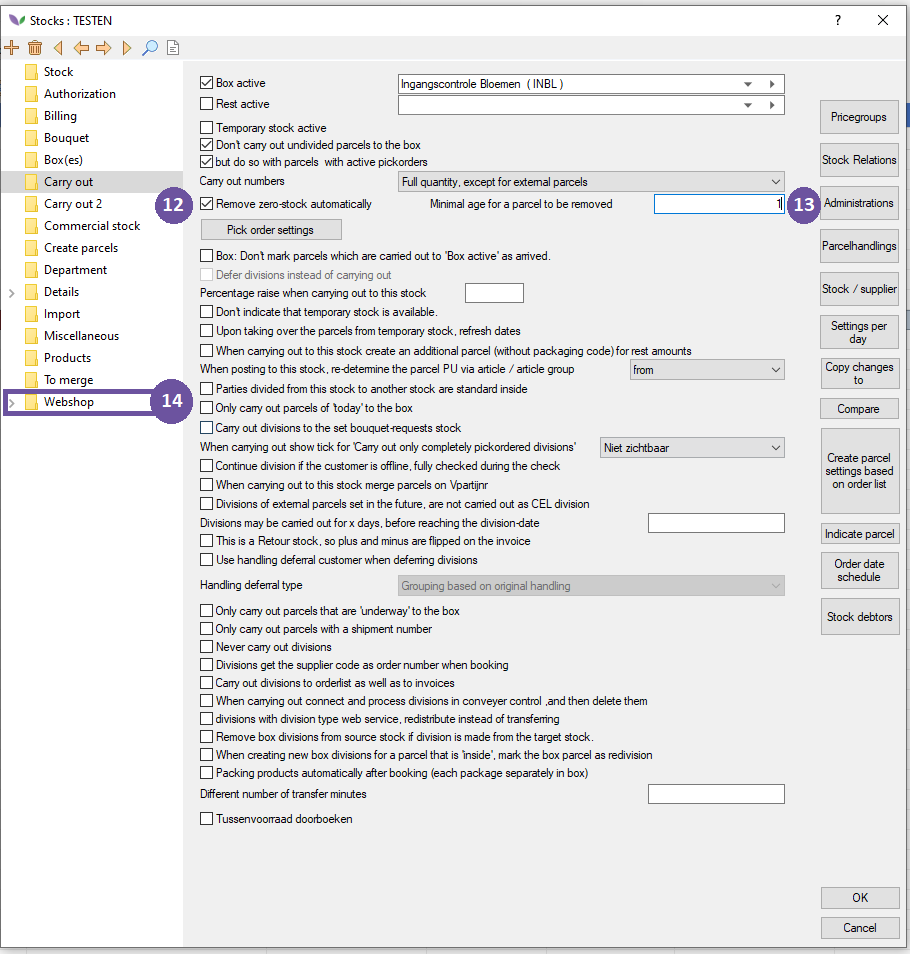 Stocks : TESTEN
?
Stock
Authorization
Billing
Bouquet
Box(es)
Carry out
Carry out 2
Commercial stock
Create parcels
Department
Details
Import
Miscellaneous
Products
To merge
Webshop
12
13
14
Box active
Ingangscontrole Bloemen ( INBL )
Rest active
Temporary stock active
Don't carry out undivided parcels to the box
but do so with parcels with active pickorders
Carry out numbers
Full quantity, except for external parcels
Remove zero-stock automatically
Minimal age for a parcel to be removed
1
Pick order settings
Box: Don't mark parcels which are carried out to 'Box active' as arrived.
Defer divisions instead of carrying out
Percentage raise when carrying out to this stock
Don't indicate that temporary stock is available.
Upon taking over the parcels from temporary stock, refresh dates
When carrying out to this stock create an additional parcel (without packaging code) for rest amounts
When posting to this stock, re-determine the parcel PU via article / article group
from
Parties divided from this stock to another stock are standard inside
Only carry out parcels of 'today' to the box
Carry out divisions to the set bouquet-requests stock
When carrying out show tick for 'Carry out only completely pickordered divisions'
Niet zichtbaar
Continue division if the customer is offline, fully checked during the check
When carrying out to this stock merge parcels on Vpartijnr
Divisions of external parcels set in the future, are not carried out as CEL division
Divisions may be carried out for x days, before reaching the division-date
This is a Retour stock, so plus and minus are flipped on the invoice
Use handling deferral customer when deferring divisions
Handling deferral type
Grouping based on original handling
Only carry out parcels that are 'underway' to the box
Only carry out parcels with a shipment number
Never carry out divisions
Divisions get the supplier code as order number when booking
Carry out divisions to orderlist as well as to invoices
When carrying out connect and process divisions in conveyer control ,and then delete them
divisions with division type web service, redistribute instead of transferring
Remove box divisions from source stock if division is made from the target stock.
When creating new box divisions for a parcel that is 'inside', mark the box parcel as redivision
Packing products automatically after booking (each package separately in box)
Different number of transfer minutes
Tussenvoorraad doorboeken
Pricegroups
Stock Relations
Administrations
Parcelhandlings
Stock / supplier
Settings per
day
Copy changes
to
Compare
Create parcel
settings based
on order list
Indicate parcel
Order date
schedule
Stock debtors
OK
Cancel